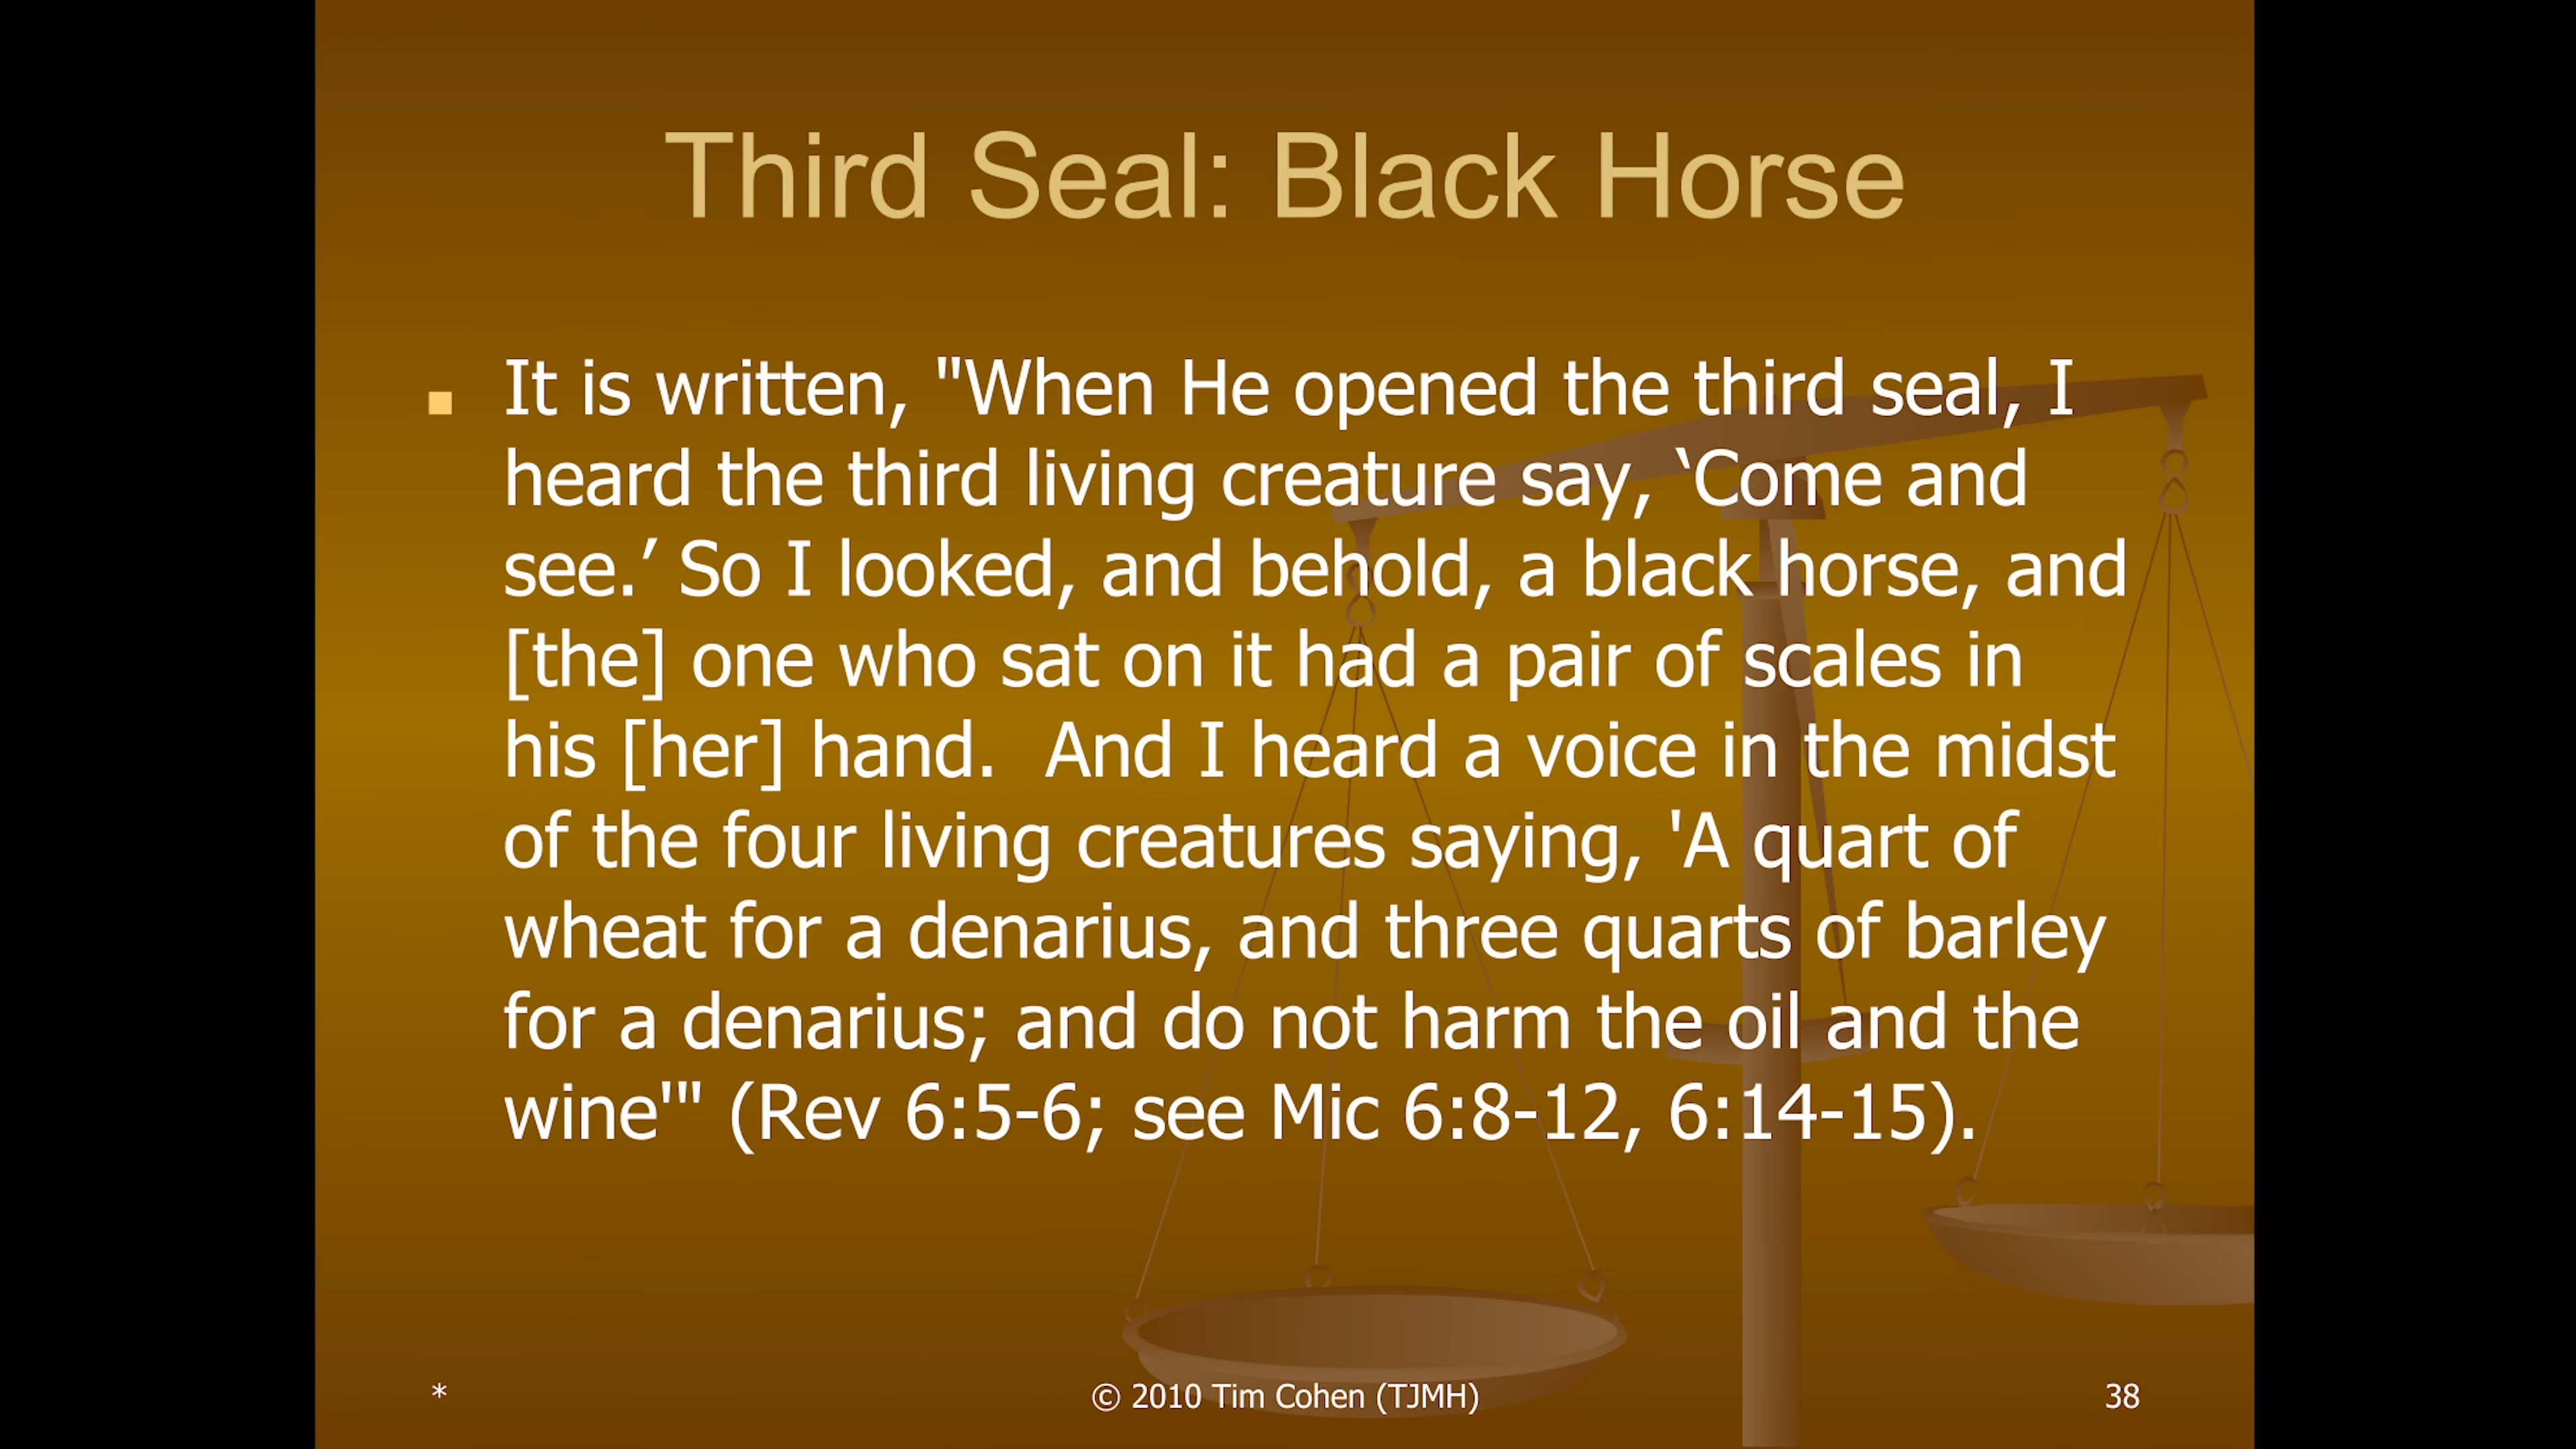 Third Seal: Black Horse
It is written, "When He opened the third seal, I
heard the third living creature say, ‘Come and
see.’ So I looked, and behold, a black horse, and
[the] one who sat on it had a pair of scales in
his [her] hand.  And I heard a voice in the midst
of the four living creatures saying, 'A quart of
wheat for a denarius, and three quarts of barley
for a denarius; and do not harm the oil and the
wine'" (Rev 6:5-6; see Mic 6:8-12, 6:14-15).
* © 2010 Tim Cohen (TJMH) 38